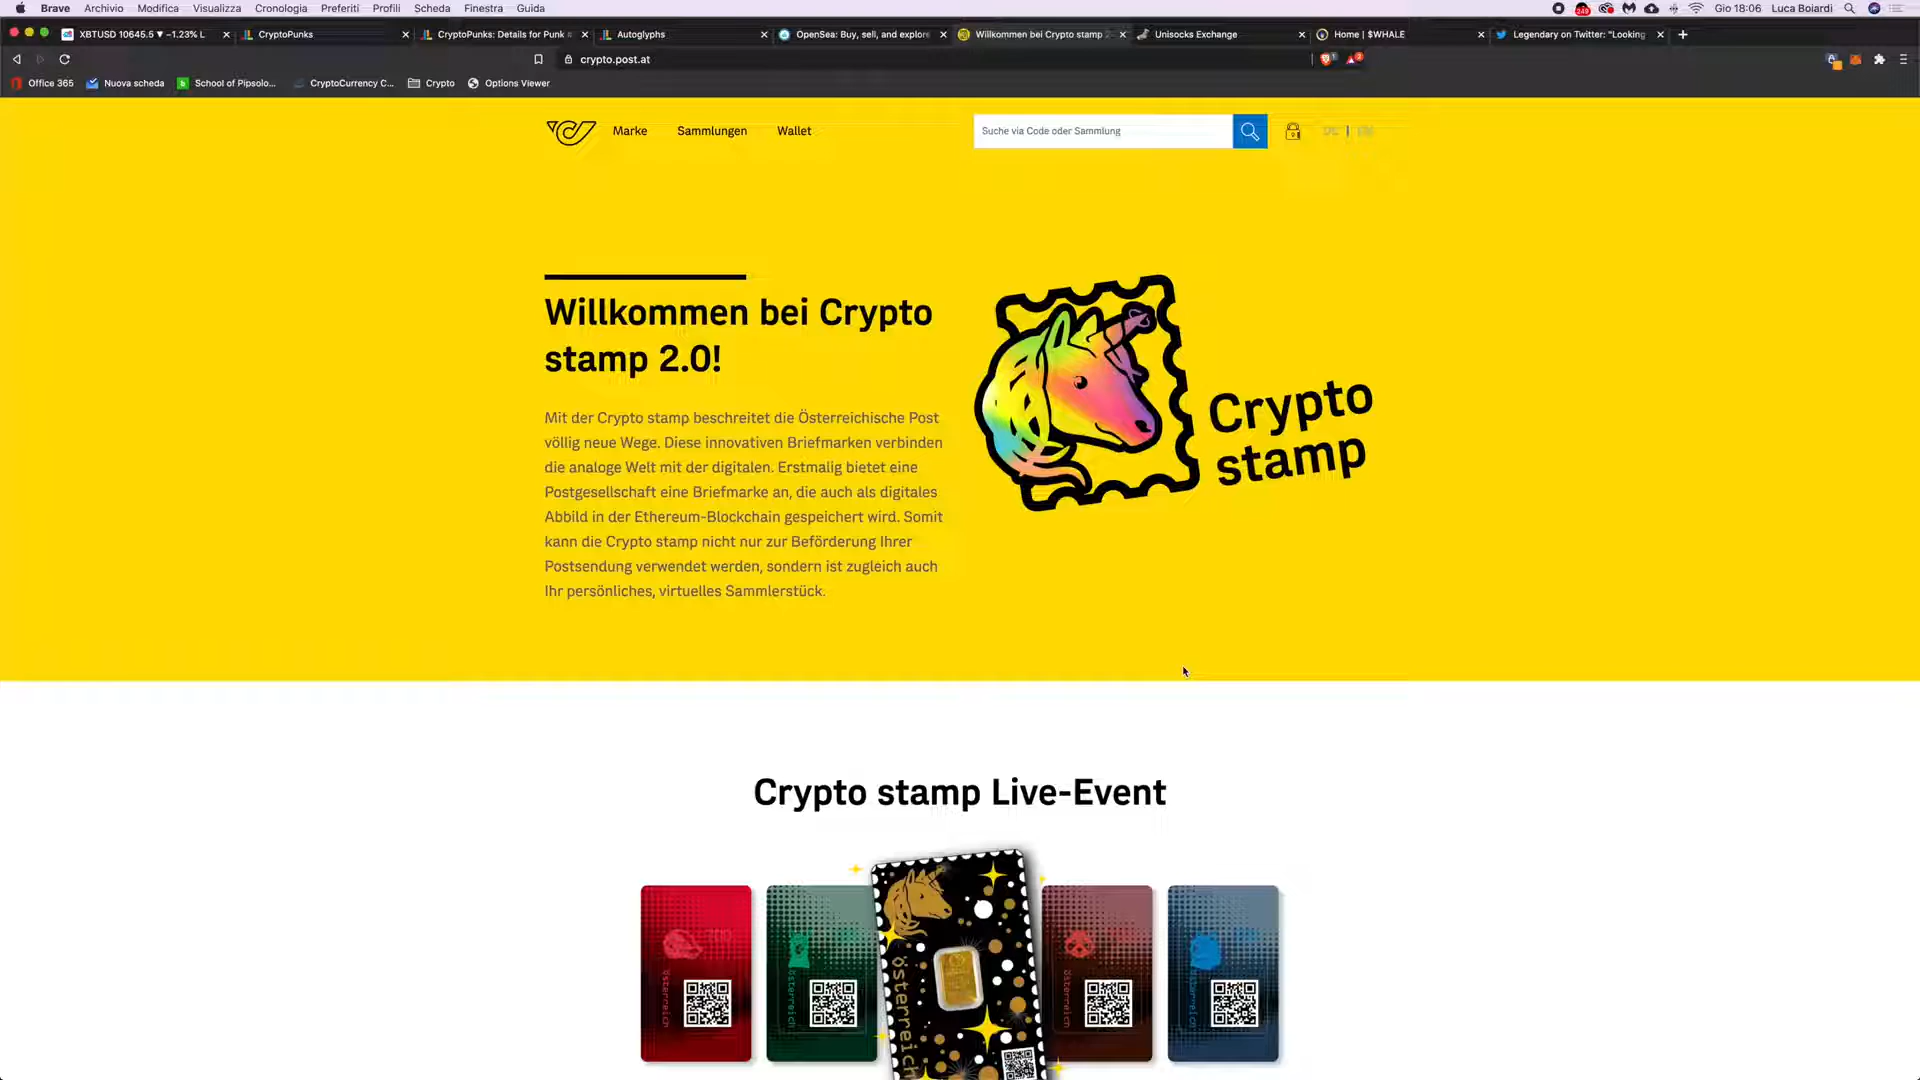 Brave Archivio Modifica Visualizza Cronologia Preferiti Profili Scheda Finestra Guida
249 Gio 18:06 Luca Boiardi
XBTUSD 10645.5 ▼ -1.23% L
CryptoPunks
CryptoPunks: Details for Punk
Autoglyphs
OpenSea: Buy, sell, and explore
Willkommen bei Crypto stamp
Unisocks Exchange
Home | $WHALE
Legendary on Twitter: "Looking
crypto.post.at
Office 365 Nuova scheda School of Pipsolo... CryptoCurrency C... Crypto Options Viewer
Marke Sammlungen Wallet
Suche via Code oder Sammlung
DE | EN
Willkommen bei Crypto
stamp 2.0!
Mit der Crypto stamp beschreitet die Österreichische Post
völlig neue Wege. Diese innovativen Briefmarken verbinden
die analoge Welt mit der digitalen. Erstmalig bietet eine
Postgesellschaft eine Briefmarke an, die auch als digitales
Abbild in der Ethereum-Blockchain gespeichert wird. Somit
kann die Crypto stamp nicht nur zur Beförderung Ihrer
Postsendung verwendet werden, sondern ist zugleich auch
Ihr persönliches, virtuelles Sammlerstück.
Crypto
stamp
Crypto stamp Live-Event
österreich
österreich
österreich
österreich
österreich